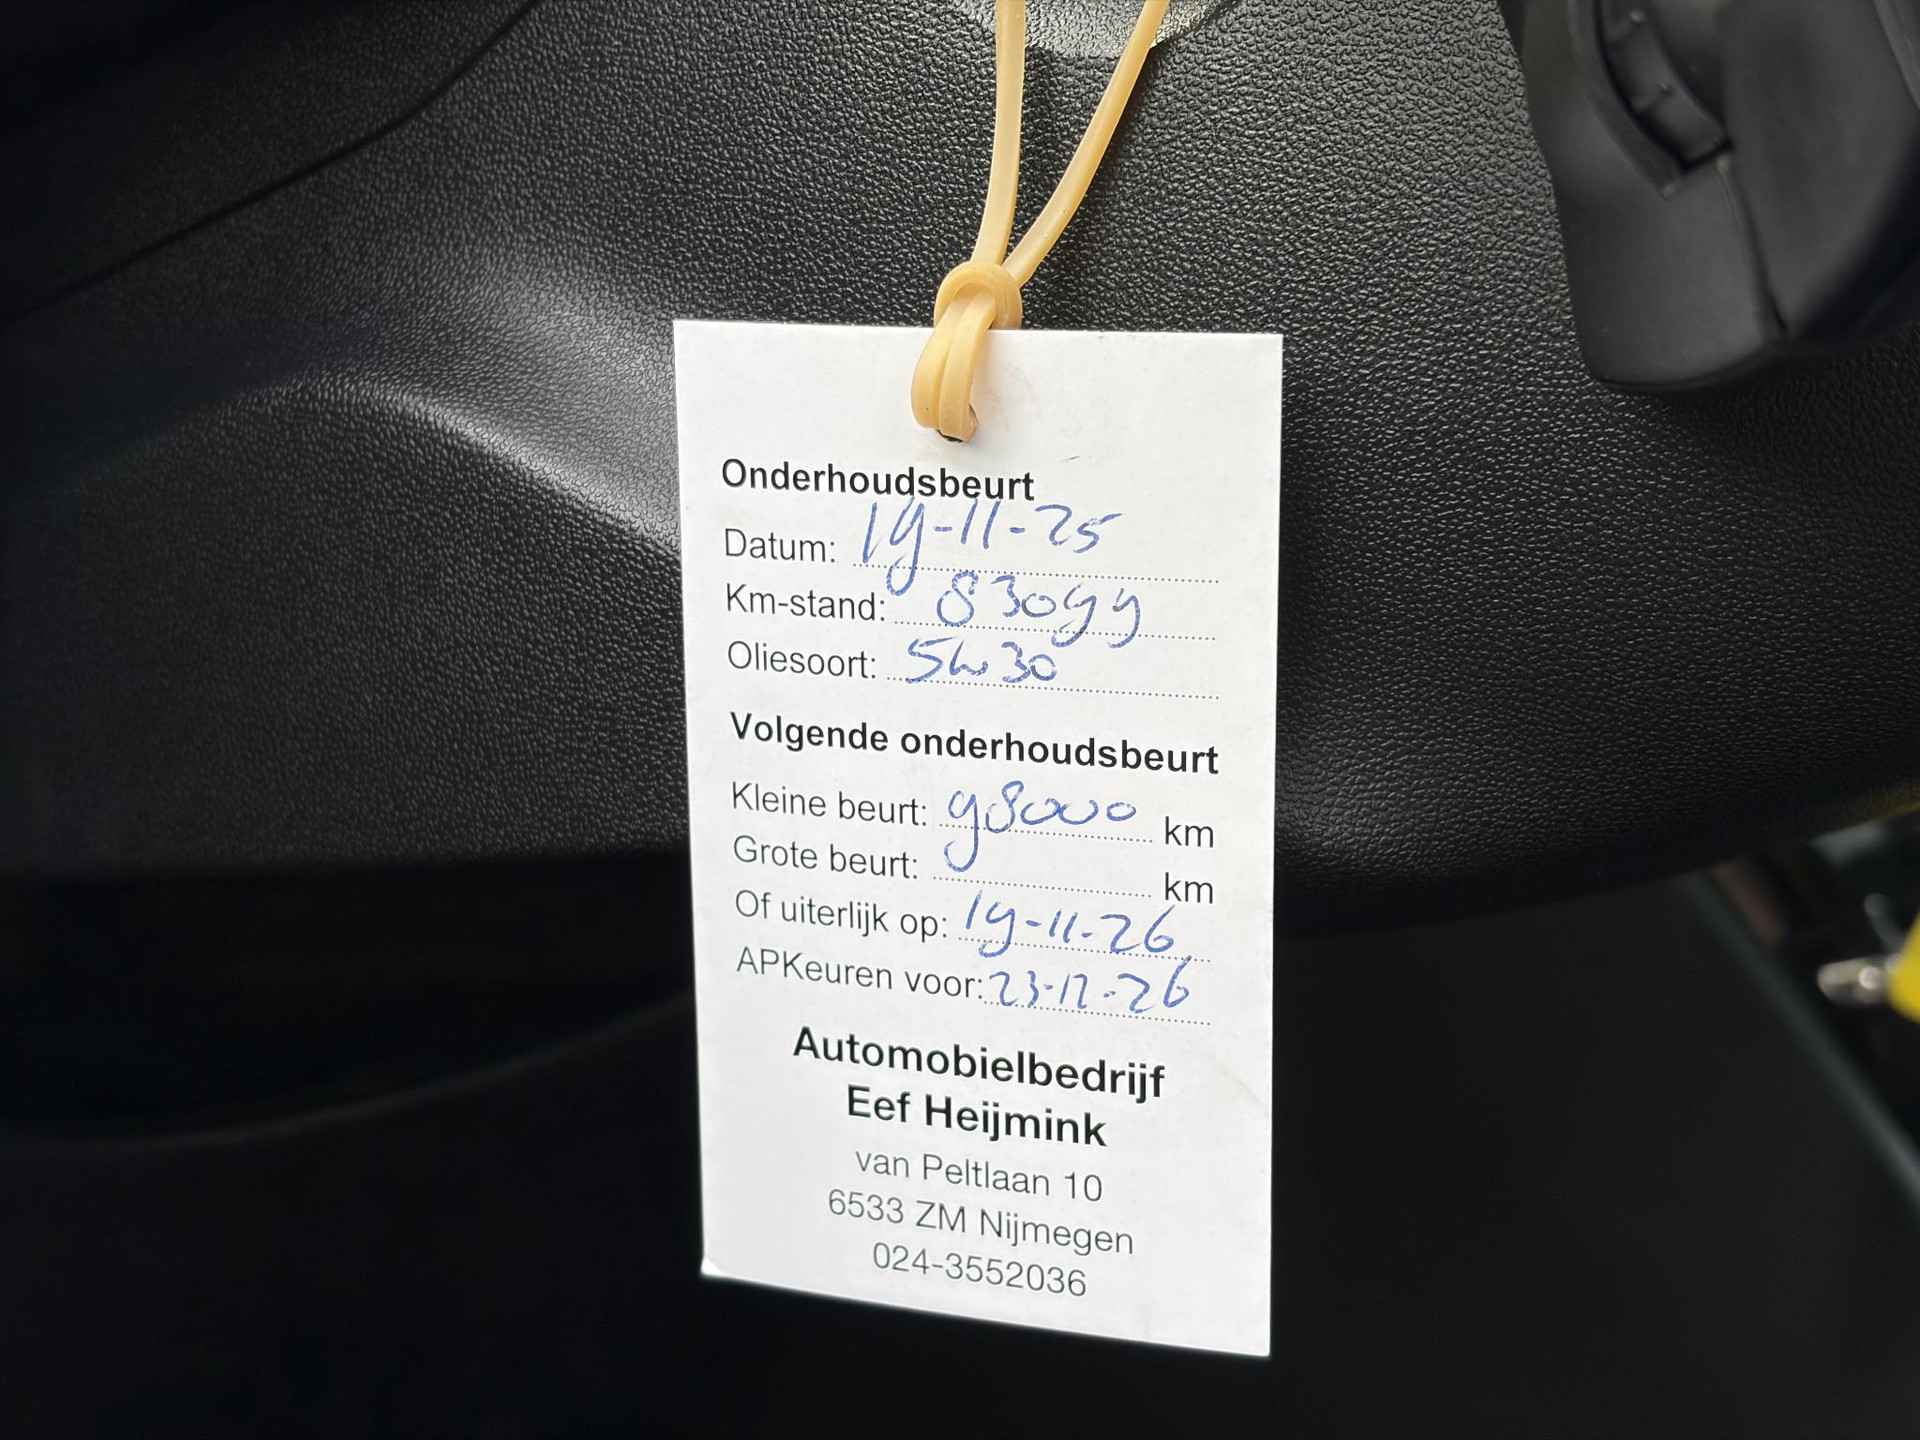 Onderhoudsbeurt
Datum: 19-11-25
Km-stand: 83099
Oliesoort: 5w30
Volgende onderhoudsbeurt
Kleine beurt: 98000 km
Grote beurt: km
Of uiterlijk op: 19-11-26
APKeuren voor: 23-12-26
Automobielbedrijf
Eef Heijmink
van Peltlaan 10
6533 ZM Nijmegen
024-3552036